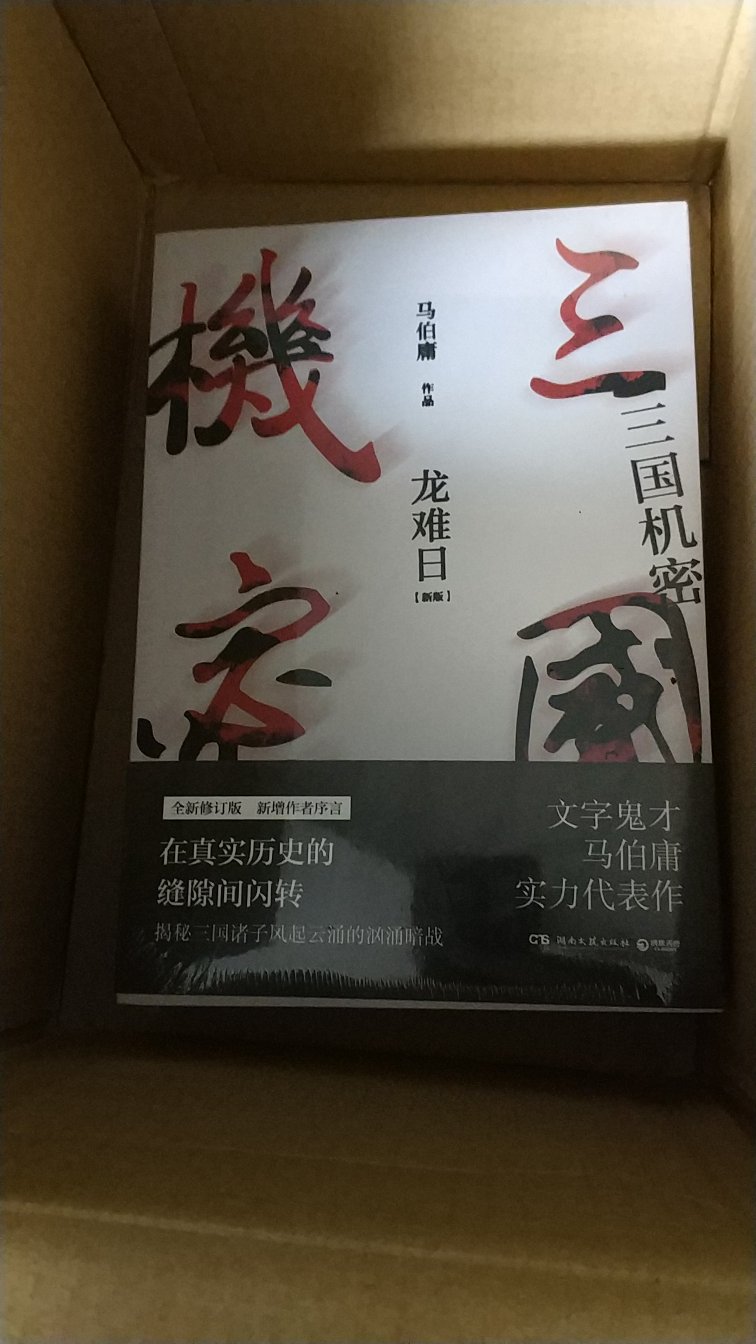 三國
機密
三国机密
马伯庸 作品
龙难日
【新版】
全新修订版 新增作者序言
在真实历史的
缝隙间闪转
揭秘三国诸子风起云涌的汹涌暗战
文字鬼才
马伯庸
实力代表作
湖南文艺出版社